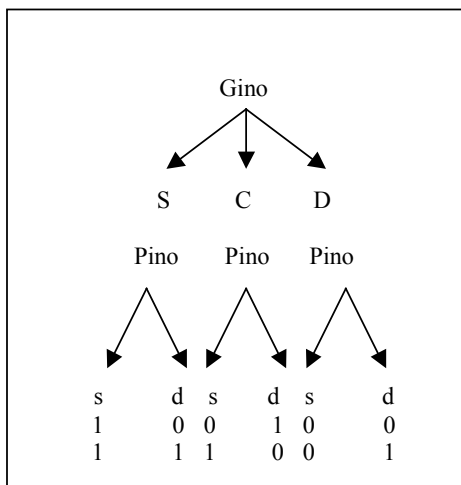 Gino
S C D
Pino Pino Pino
s d s d s d
1 0 0 1 0 0
1 1 1 0 0 1